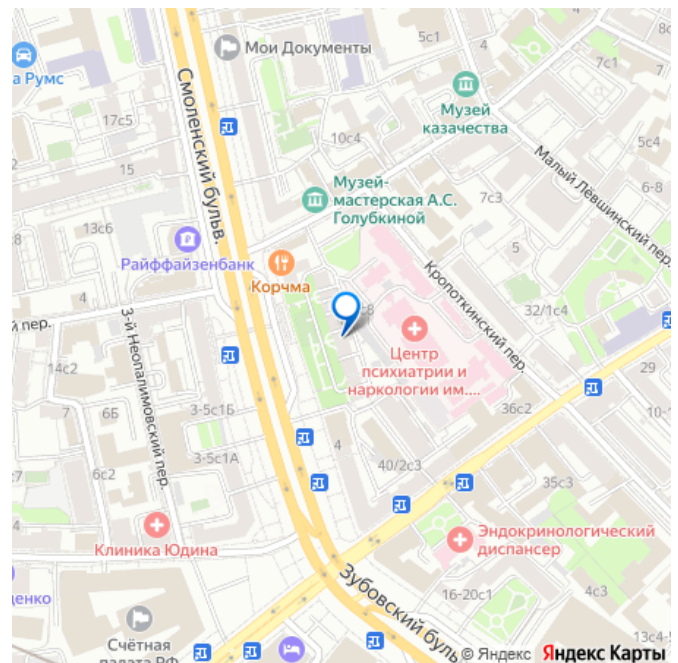 5с1
4
8с
7с1
Мои Документы
а Румс
Музей
казачества
17с5
10с4
5с4
Смоленский бульв.
15
Музей-
мастерская А.С.
Голубкиной
Малый Лёвшинский пер.
6-8
7с3
13с6
5
Райффайзенбанк
Корчма
Кропоткинский пер.
4
32/1с4
й пер.
3-й Неопалимовский пер.
Центр
психиатрии и
наркологии им....
14с2
29
7
6Б
3-5с1Б
36с2
10-1
4
3-5с1А
40/2с3
6с2
35с3
Клиника Юдина
Эндокринологический
диспансер
Зубовский буль
16-20с1
4с3
ценко
Счётная
палата РФ
13с4-
© Яндекс Яндекс Карты